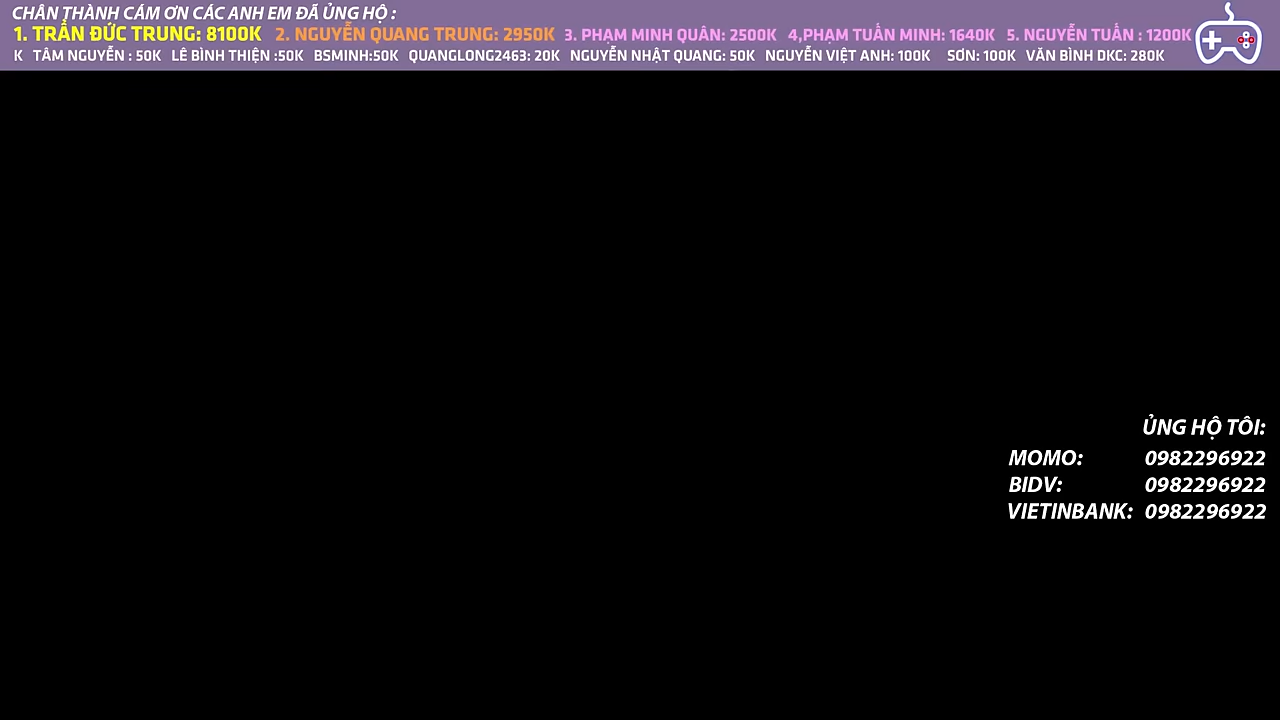 CHÂN THÀNH CÁM ƠN CÁC ANH EM ĐÃ ỦNG HỘ :
1. TRẦN ĐỨC TRUNG: 8100K 2. NGUYỄN QUANG TRUNG: 2950K 3. PHẠM MINH QUÂN: 2500K 4,PHẠM TUẤN MINH: 1640K 5. NGUYỄN TUẤN : 1200K
K TÂM NGUYỄN : 50K LÊ BÌNH THIỆN :50K BSMINH:50K QUANGLONG2463: 20K NGUYỄN NHẬT QUANG: 50K NGUYỄN VIỆT ANH: 100K SƠN: 100K VĂN BÌNH DKC: 280K
ỦNG HỘ TÔI:
MOMO: 0982296922
BIDV: 0982296922
VIETINBANK: 0982296922